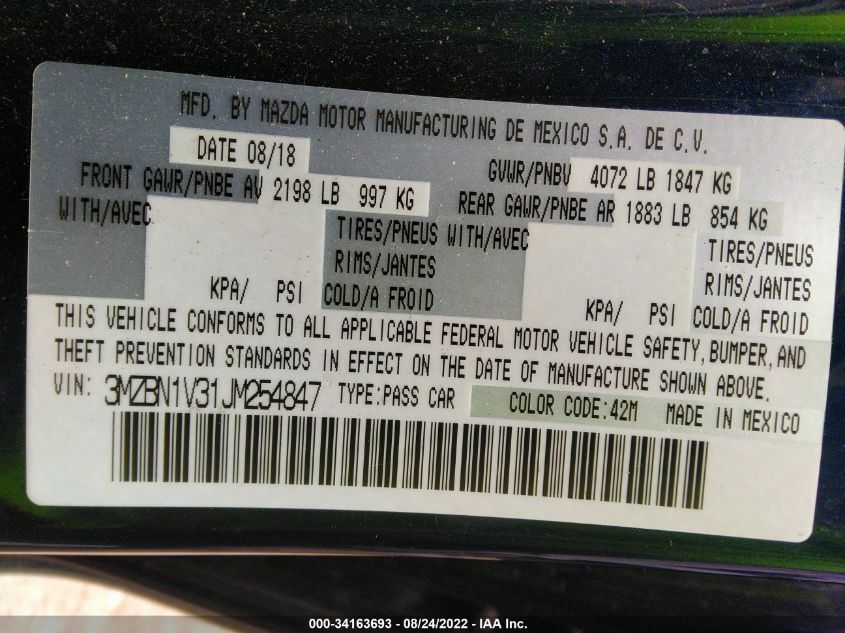 MFD. BY MAZDA MOTOR MANUFACTURING DE MEXICO S.A. DE C.V.
DATE 08/18 GVWR/PNBV 4072 LB 1847 KG
FRONT GAWR/PNBE AV 2198 LB 997 KG REAR GAWR/PNBE AR 1883 LB 854 KG
WITH/AVEC TIRES/PNEUS WITH/AVEC TIRES/PNEUS
RIMS/JANTES RIMS/JANTES
KPA/ PSI COLD/A FROID KPA/ PSI COLD/A FROID
THIS VEHICLE CONFORMS TO ALL APPLICABLE FEDERAL MOTOR VEHICLE SAFETY, BUMPER, AND
THEFT PREVENTION STANDARDS IN EFFECT ON THE DATE OF MANUFACTURE SHOWN ABOVE.
VIN: 3MZBN1V31JM254847 TYPE:PASS CAR COLOR CODE:42M MADE IN MEXICO
000-34163693 - 08/24/2022 - IAA Inc.